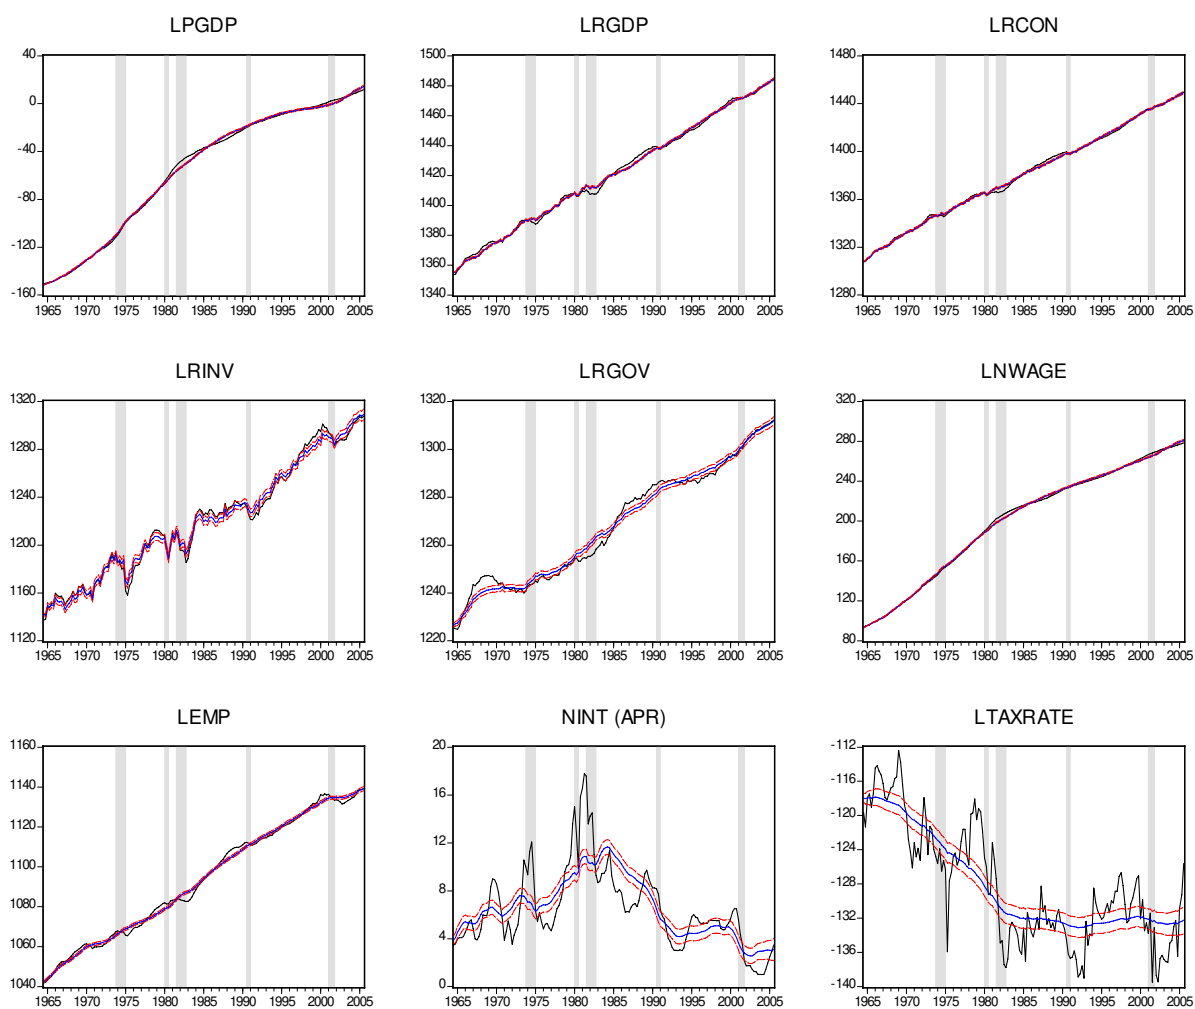 LPGDP LRGDP LRCON
40 1500 1480
0 1480 1440
-40 1460 1400
-80 1440 1360
-120 1420 1320
-160 1400 1280
1380
1360
1340
1965 1970 1975 1980 1985 1990 1995 2000 2005 1965 1970 1975 1980 1985 1990 1995 2000 2005 1965 1970 1975 1980 1985 1990 1995 2000 2005
LRINV LRGOV LNWAGE
1320 1320 320
1280 1300 280
1240 1280 240
1200 1260 200
1160 1240 160
1120 1220 120
80
1965 1970 1975 1980 1985 1990 1995 2000 2005 1965 1970 1975 1980 1985 1990 1995 2000 2005 1965 1970 1975 1980 1985 1990 1995 2000 2005
LEMP NINT (APR) LTAXRATE
1160 20 -112
1140 16 -116
1120 12 -120
1100 8 -124
1080 4 -128
1060 0 -132
1040 -136
-140
1965 1970 1975 1980 1985 1990 1995 2000 2005 1965 1970 1975 1980 1985 1990 1995 2000 2005 1965 1970 1975 1980 1985 1990 1995 2000 2005